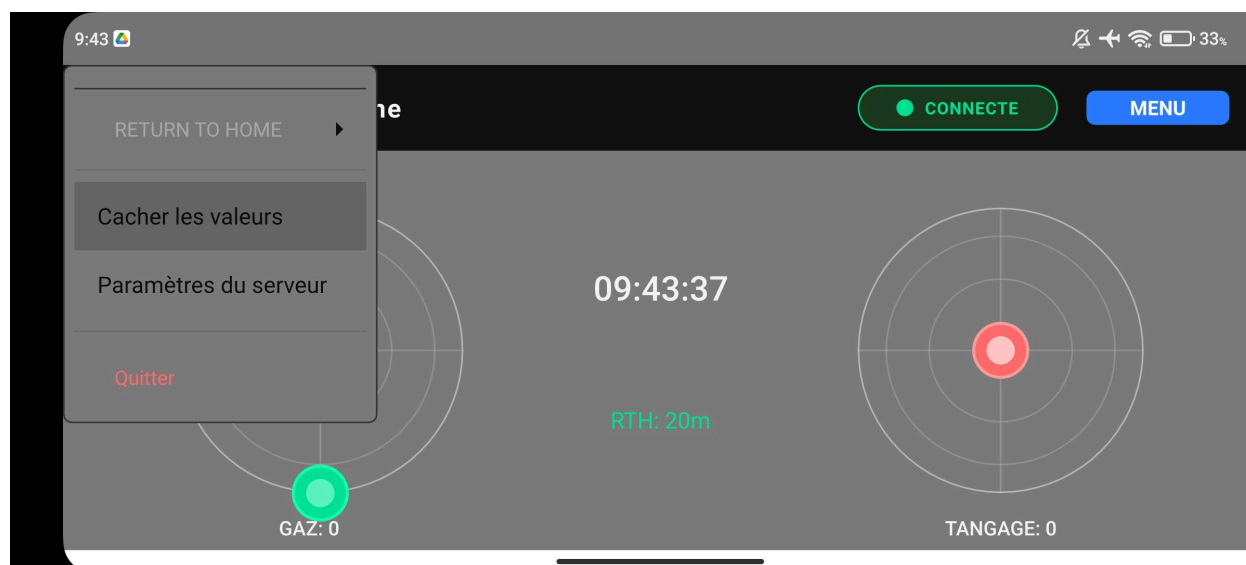 9:43 33%
ne CONNECTE MENU
RETURN TO HOME
Cacher les valeurs
Paramètres du serveur
Quitter
09:43:37
RTH: 20m
GAZ: 0 TANGAGE: 0